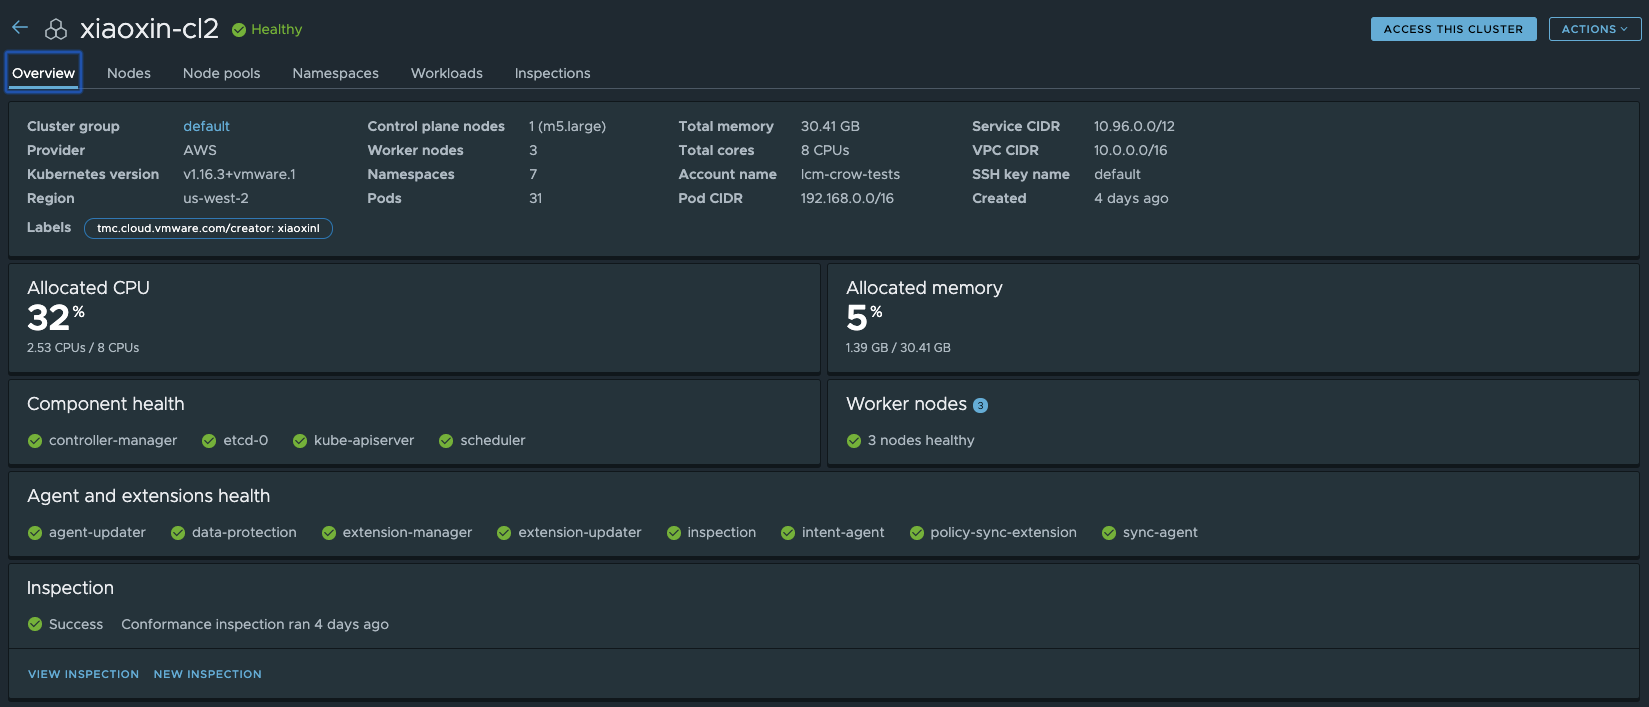 xiaoxin-cl2 Healthy ACCESS THIS CLUSTER ACTIONS
Overview Nodes Node pools Namespaces Workloads Inspections
Cluster group default Control plane nodes 1 (m5.large) Total memory 30.41 GB Service CIDR 10.96.0.0/12
Provider AWS Worker nodes 3 Total cores 8 CPUs VPC CIDR 10.0.0.0/16
Kubernetes version v1.16.3+vmware.1 Namespaces 7 Account name lcm-crow-tests SSH key name default
Region us-west-2 Pods 31 Pod CIDR 192.168.0.0/16 Created 4 days ago
Labels tmc.cloud.vmware.com/creator: xiaoxinl
Allocated CPU
32%
2.53 CPUs / 8 CPUs
Allocated memory
5%
1.39 GB / 30.41 GB
Component health
controller-manager etcd-0 kube-apiserver scheduler
Worker nodes 3
3 nodes healthy
Agent and extensions health
agent-updater data-protection extension-manager extension-updater inspection intent-agent policy-sync-extension sync-agent
Inspection
Success Conformance inspection ran 4 days ago
VIEW INSPECTION NEW INSPECTION